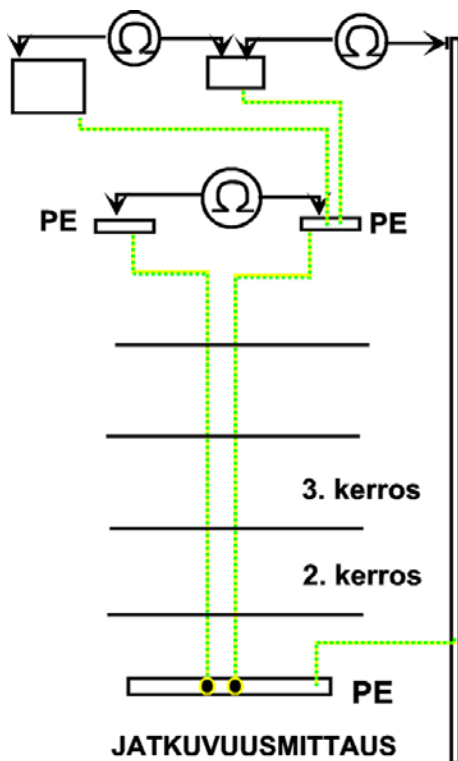 Ω Ω
Ω
PE PE
3. kerros
2. kerros
PE
JATKUVUUSMITTAUS